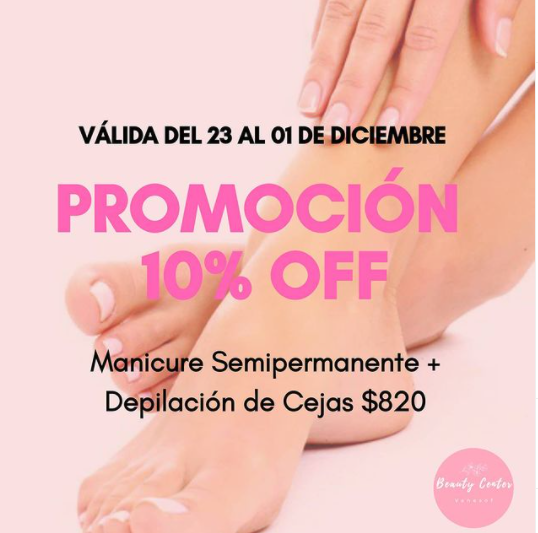 VÁLIDA DEL 23 AL 01 DE DICIEMBRE
PROMOCIÓN
10% OFF
Manicure Semipermanente +
Depilación de Cejas $820
Beauty Center